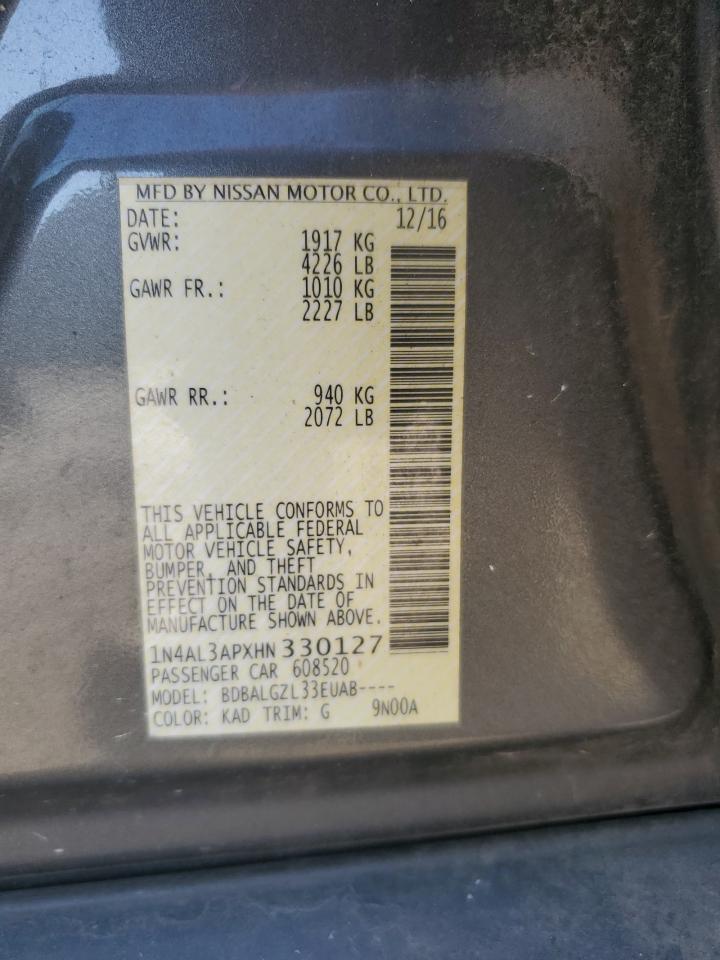 MFD BY NISSAN MOTOR CO., LTD.
DATE: 12/16
GVWR: 1917 KG
4226 LB
GAWR FR.: 1010 KG
2227 LB
GAWR RR.: 940 KG
2072 LB
THIS VEHICLE CONFORMS TO
ALL APPLICABLE FEDERAL
MOTOR VEHICLE SAFETY,
BUMPER, AND THEFT
PREVENTION STANDARDS IN
EFFECT ON THE DATE OF
MANUFACTURE SHOWN ABOVE.
1N4AL3APXHN 330127
PASSENGER CAR 608520
MODEL: BDBALGZL33EUAB----
COLOR: KAD TRIM: G 9N00A